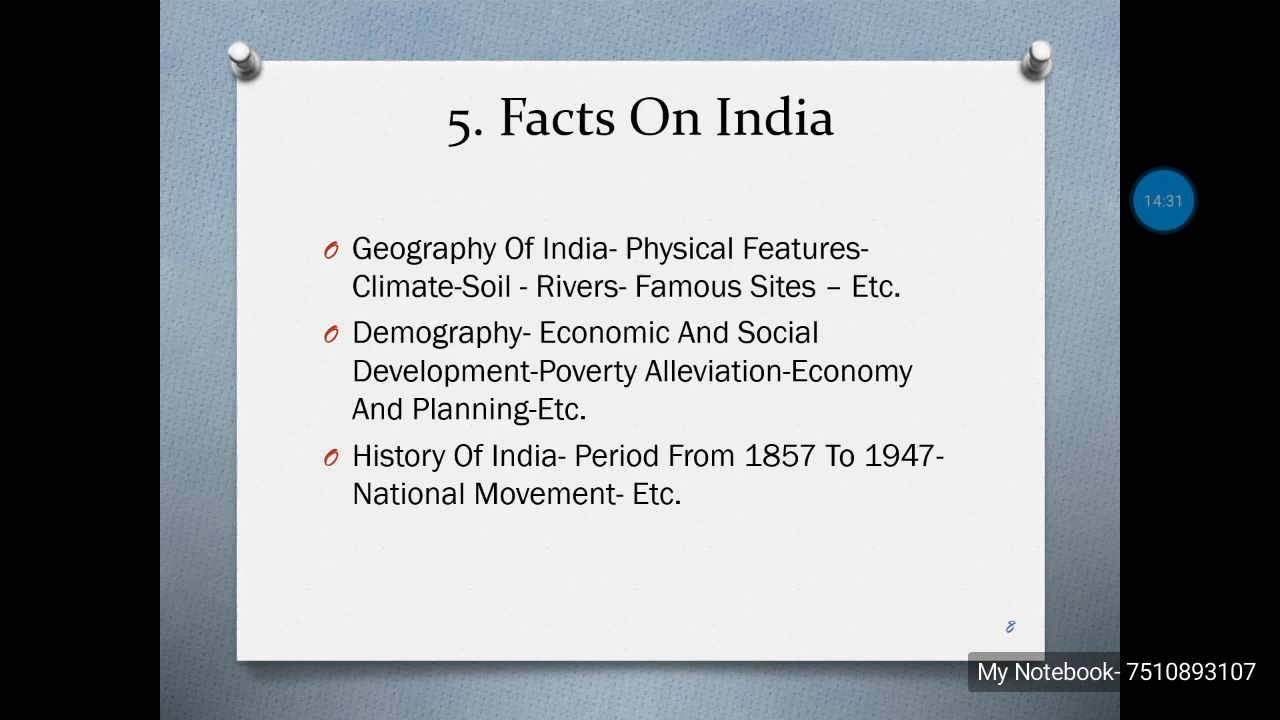 5. Facts On India
Geography Of India- Physical Features-
Climate-Soil - Rivers- Famous Sites – Etc.
Demography- Economic And Social
Development-Poverty Alleviation-Economy
And Planning-Etc.
History Of India- Period From 1857 To 1947-
National Movement- Etc.
14:31
8
My Notebook- 7510893107